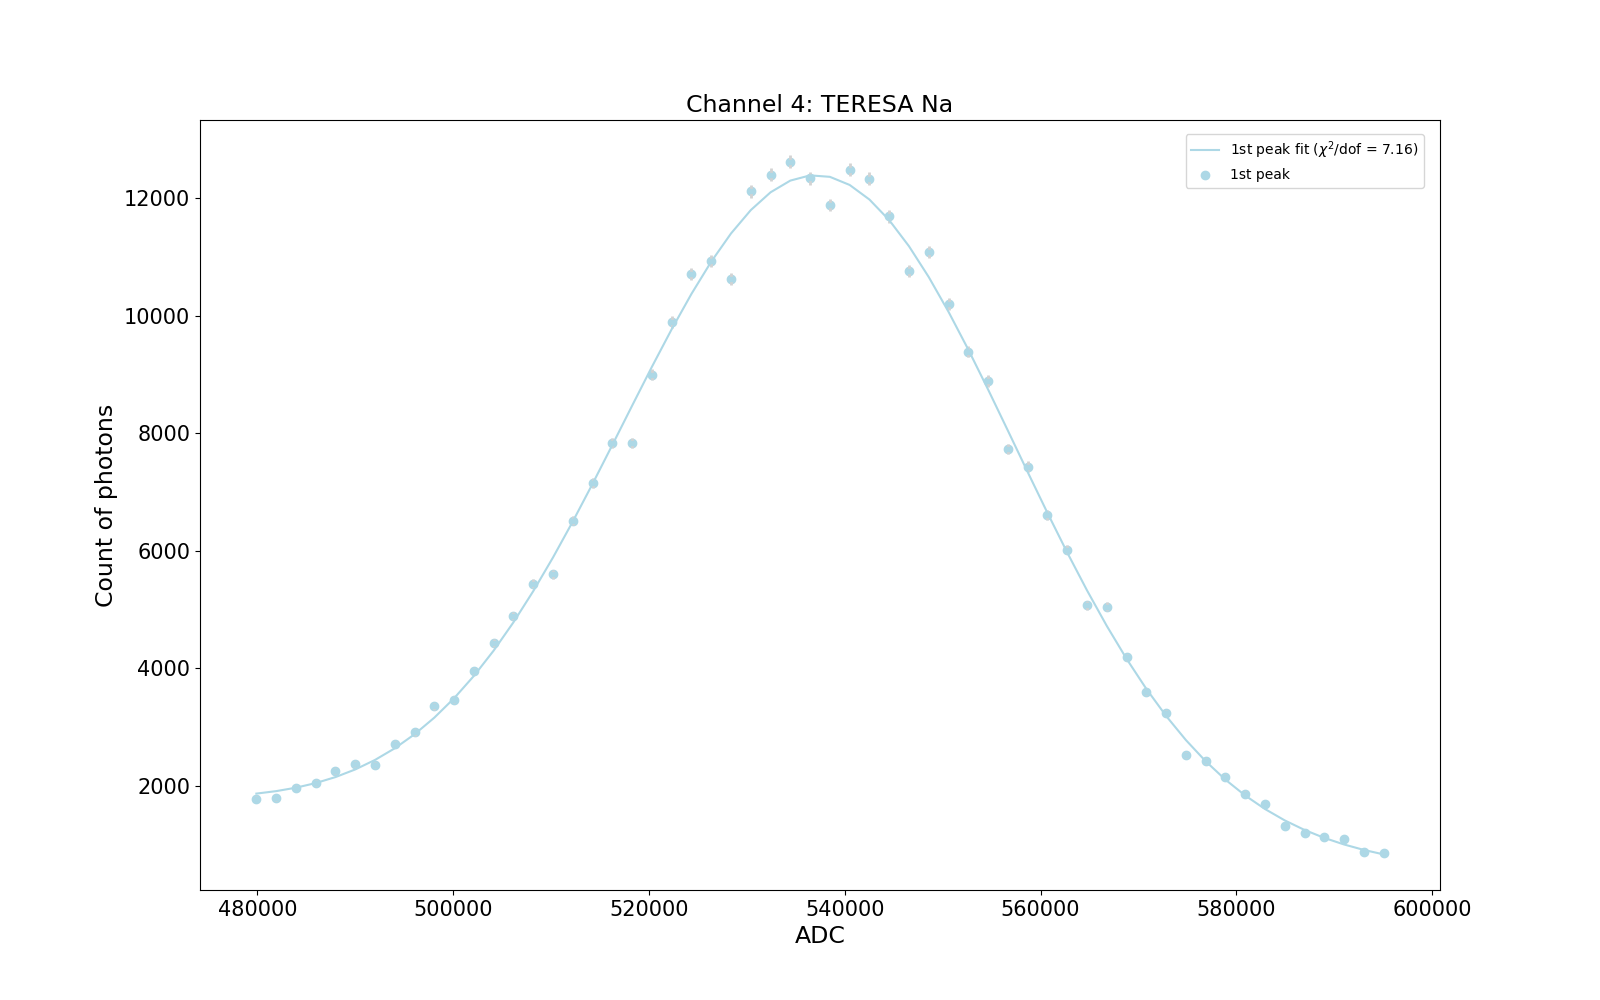 Channel 4: TERESA Na
1st peak fit (χ²/dof = 7.16)
1st peak
Count of photons
12000
10000
8000
6000
4000
2000
480000 500000 520000 540000 560000 580000 600000
ADC